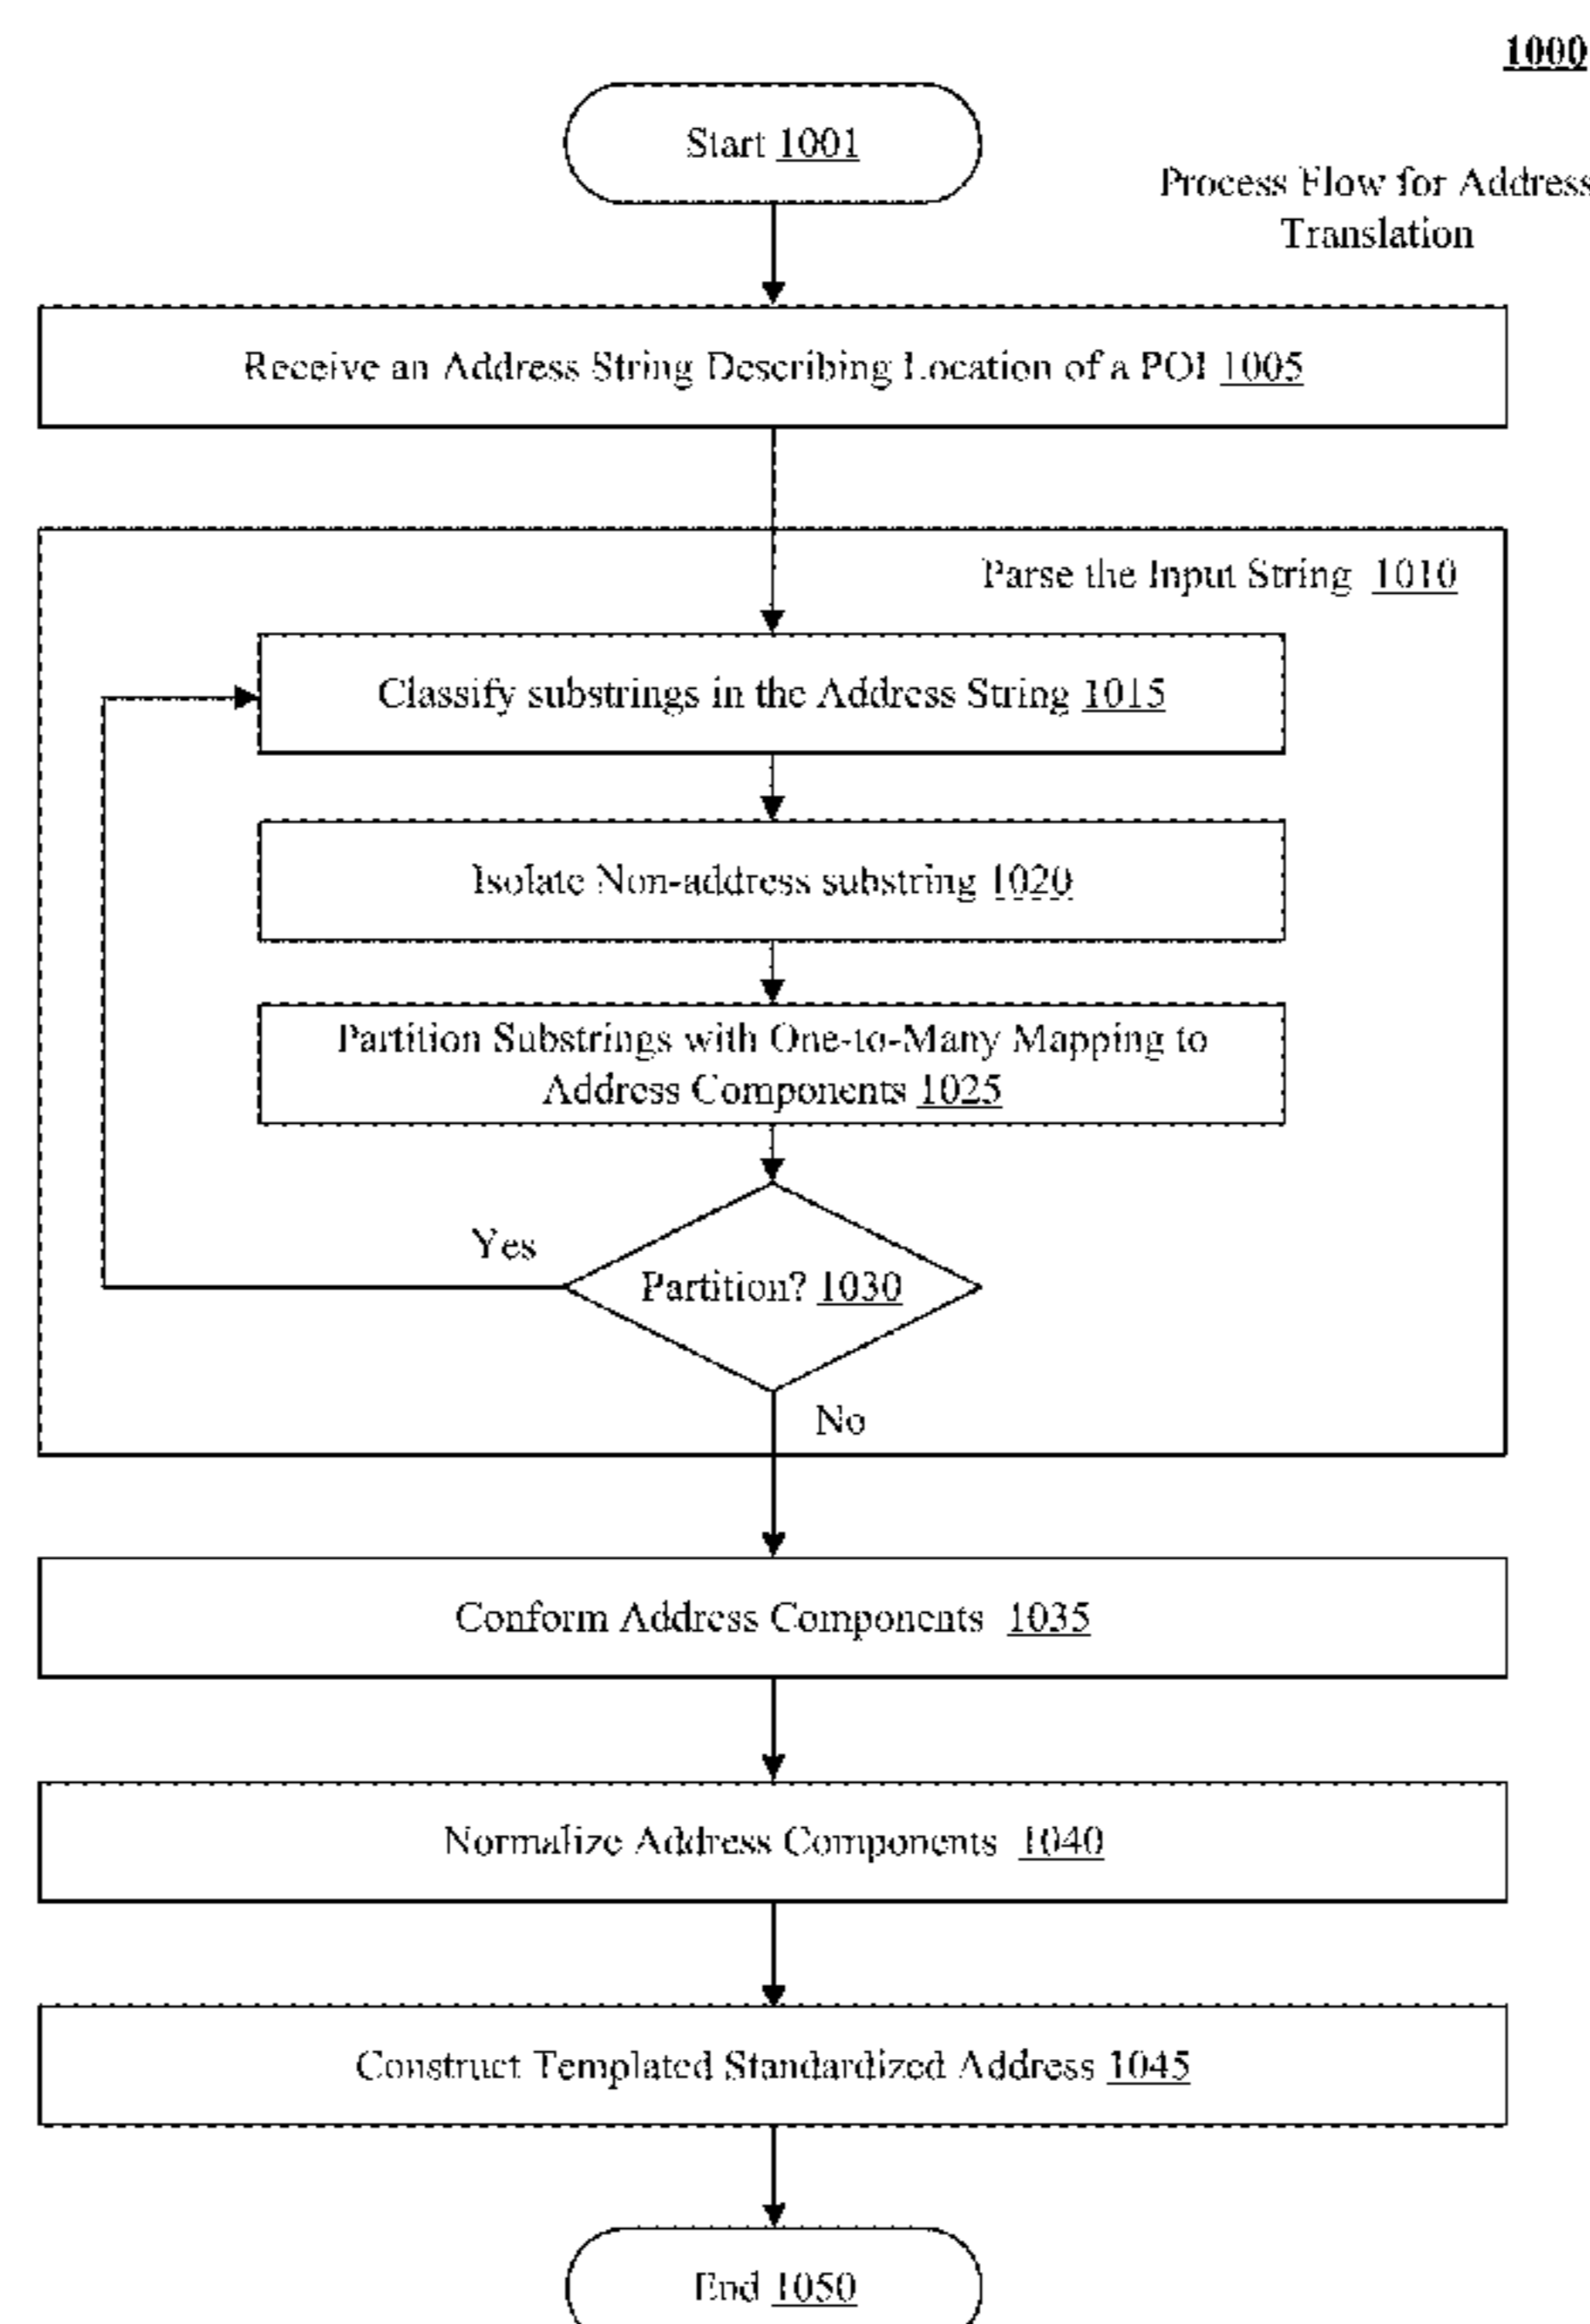 1000
Start 1001
Process Flow for Address
Translation
Receive an Address String Describing Location of a POI 1005
Parse the Input String 1010
Classify substrings in the Address String 1015
Isolate Non-address substring 1020
Partition Substrings with One-to-Many Mapping to
Address Components 1025
Yes
Partition? 1030
No
Conform Address Components 1035
Normalize Address Components 1040
Construct Templated Standardized Address 1045
End 1050